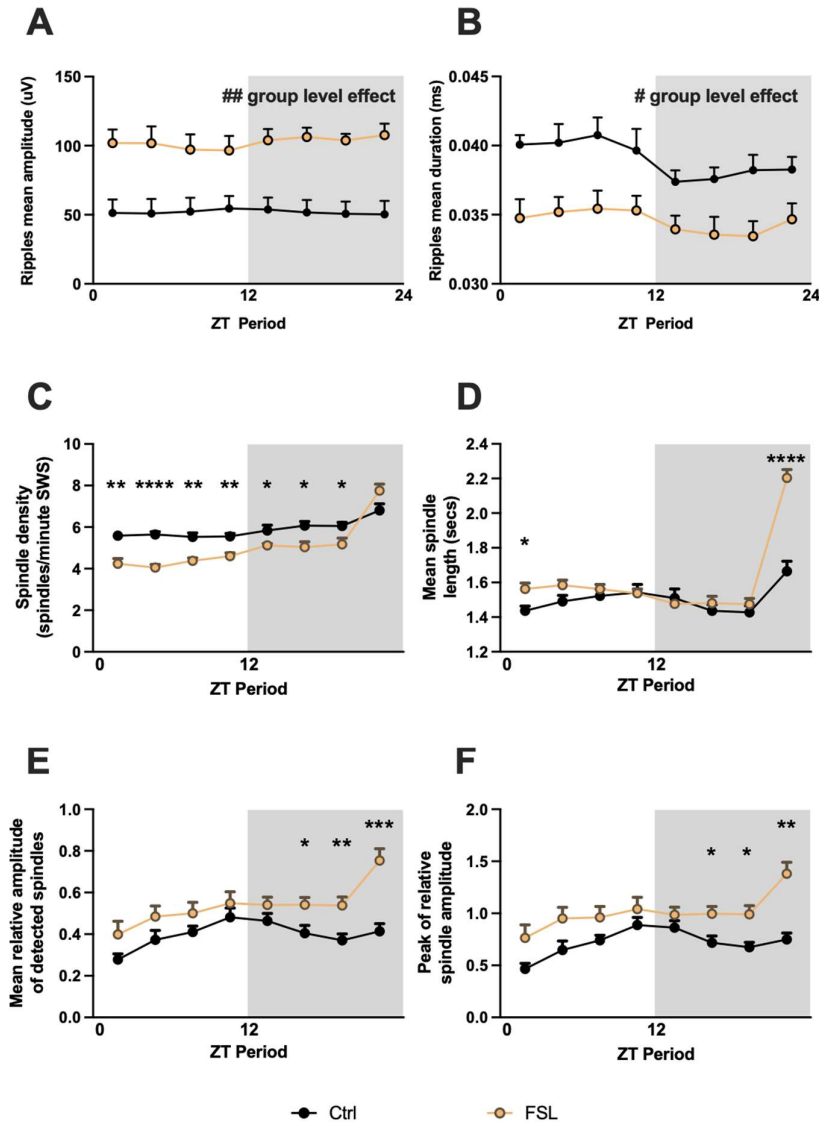 A
Ripples mean amplitude (uV)
150
100
50
0
## group level effect
0
12
24
ZT Period
B
Ripples mean duration (ms)
0.045
0.040
0.035
0.030
# group level effect
0
12
24
ZT Period
C
Spindle density
(spindles/minute SWS)
10
8
6
4
2
0
** **** ** ** * * *
0
12
ZT Period
D
Mean spindle
length (secs)
2.4
2.2
2.0
1.8
1.6
1.4
1.2
*
****
0
12
ZT Period
E
Mean relative amplitude
of detected spindles
1.0
0.8
0.6
0.4
0.2
0.0
* ** ***
0
12
ZT Period
F
Peak of relative
spindle amplitude
2.0
1.5
1.0
0.5
0.0
* * **
0
12
ZT Period
Ctrl
FSL